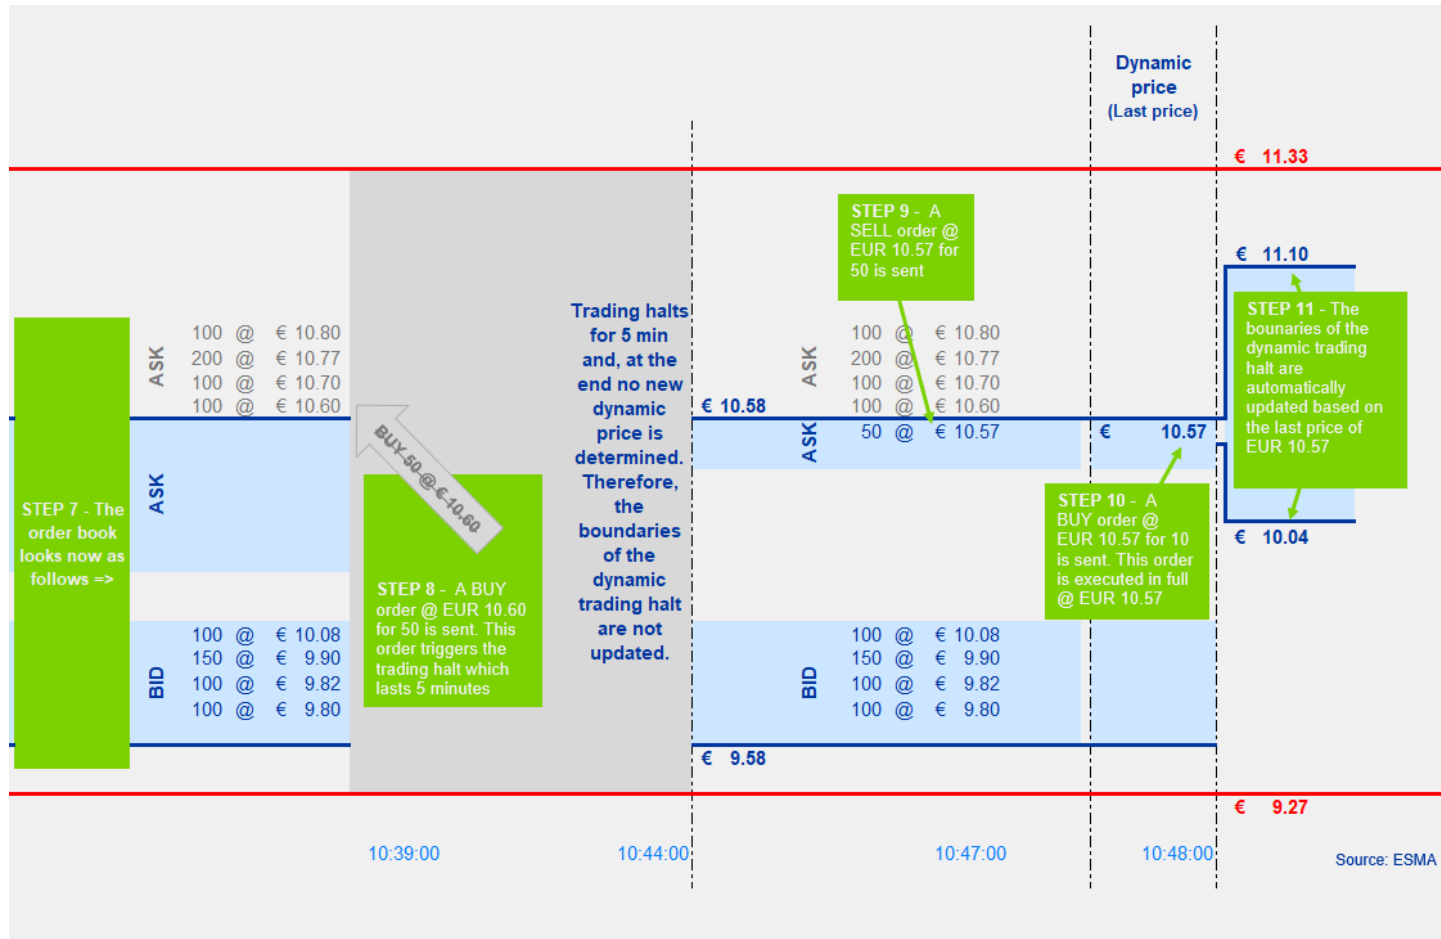 Dynamic
price
(Last price)
€ 11.33
STEP 9 - A
SELL order @
EUR 10.57 for
50 is sent
€ 11.10
STEP 11 - The
bounaries of the
dynamic trading
halt are
automatically
updated based on
the last price of
EUR 10.57
€ 10.04
STEP 7 - The
order book
looks now as
follows =>
ASK
100 @ € 10.80
200 @ € 10.77
100 @ € 10.70
100 @ € 10.60
ASK
BUY 50 @ € 10.60
STEP 8 - A BUY
order @ EUR 10.60
for 50 is sent. This
order triggers the
trading halt which
lasts 5 minutes
BID
100 @ € 10.08
150 @ € 9.90
100 @ € 9.82
100 @ € 9.80
Trading halts
for 5 min
and, at the
end no new
dynamic
price is
determined.
Therefore,
the
boundaries
of the
dynamic
trading halt
are not
updated.
€ 10.58
ASK
100 @ € 10.80
200 @ € 10.77
100 @ € 10.70
100 @ € 10.60
ASK
50 @ € 10.57
€ 10.57
STEP 10 - A
BUY order @
EUR 10.57 for 10
is sent. This order
is executed in full
@ EUR 10.57
BID
100 @ € 10.08
150 @ € 9.90
100 @ € 9.82
100 @ € 9.80
€ 9.58
€ 9.27
10:39:00
10:44:00
10:47:00
10:48:00
Source: ESMA